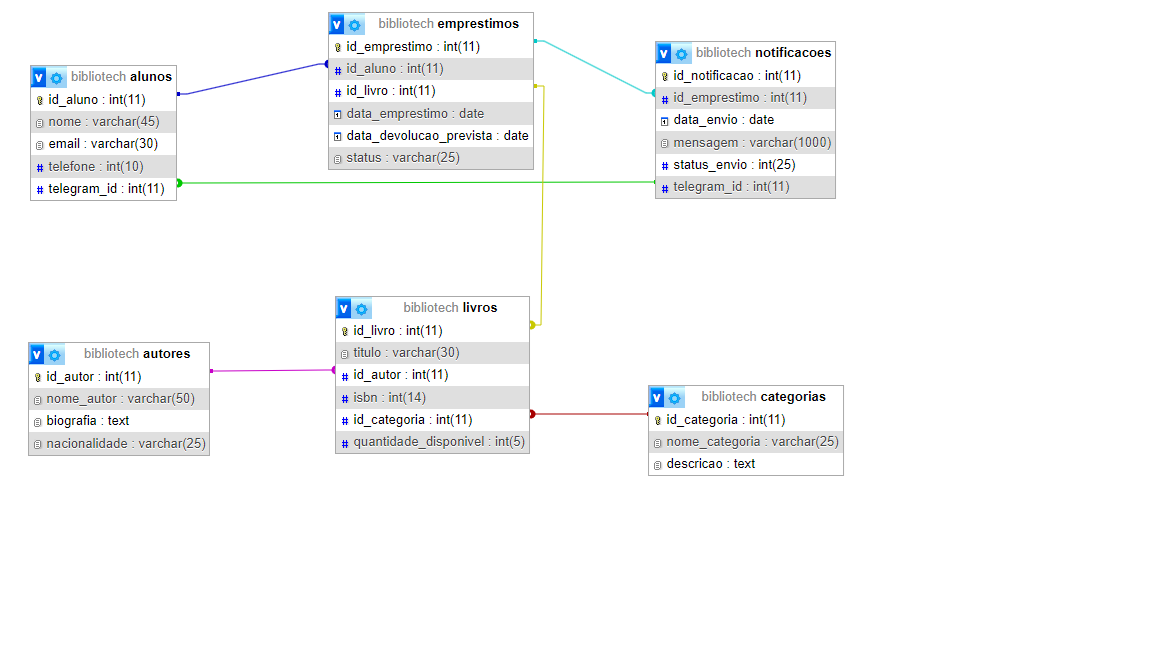 bibliotech emprestimos
id_emprestimo : int(11)
id_aluno : int(11)
id_livro : int(11)
data_emprestimo : date
data_devolucao_prevista : date
status : varchar(25)
bibliotech notificacoes
id_notificacao : int(11)
id_emprestimo : int(11)
data_envio : date
mensagem : varchar(1000)
status_envio : int(25)
telegram_id : int(11)
bibliotech alunos
id_aluno : int(11)
nome : varchar(45)
email : varchar(30)
telefone : int(10)
telegram_id : int(11)
bibliotech livros
id_livro : int(11)
titulo : varchar(30)
id_autor : int(11)
isbn : int(14)
id_categoria : int(11)
quantidade_disponivel : int(5)
bibliotech autores
id_autor : int(11)
nome_autor : varchar(50)
biografia : text
nacionalidade : varchar(25)
bibliotech categorias
id_categoria : int(11)
nome_categoria : varchar(25)
descricao : text